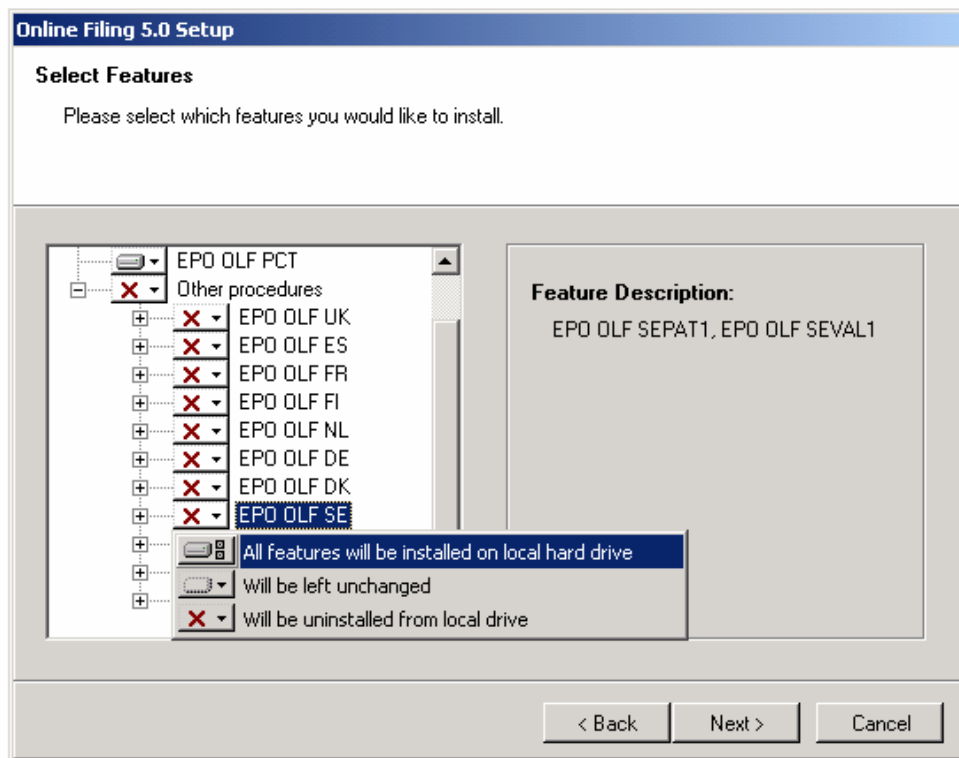 Online Filing 5.0 Setup
Select Features
Please select which features you would like to install.
EPO OLF PCT
Other procedures
EPO OLF UK
EPO OLF ES
EPO OLF FR
EPO OLF FI
EPO OLF NL
EPO OLF DE
EPO OLF DK
EPO OLF SE
All features will be installed on local hard drive
Will be left unchanged
Will be uninstalled from local drive
Feature Description:
EPO OLF SEPAT1, EPO OLF SEVAL1
< Back
Next >
Cancel